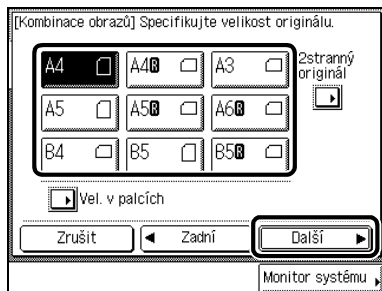 [Kombinace obrazů] Specifikujte velikost originálu.
A4 A4R A3 2stranný
originál
A5 A5R A6R
B4 B5 B5R
Vel. v palcích
Zrušit Zadní Další
Monitor systému